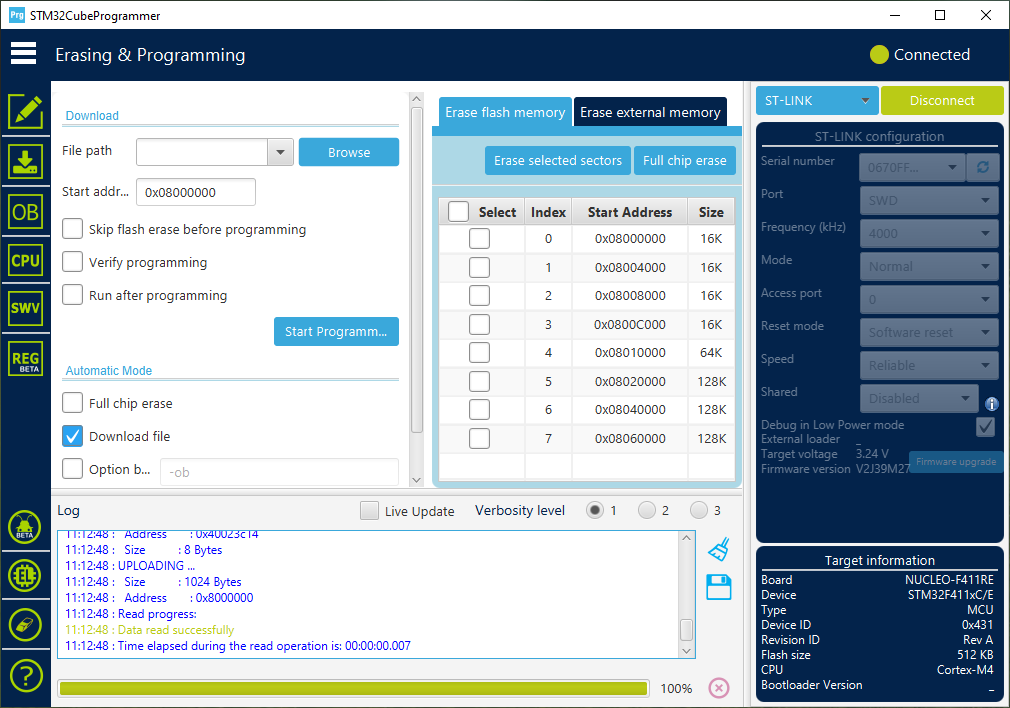 Prg STM32CubeProgrammer
Erasing & Programming
Connected
OB
CPU
SWV
REG
BETA
BETA
?
Download
File path
Browse
Start addr... 0x08000000
Skip flash erase before programming
Verify programming
Run after programming
Start Programm...
Automatic Mode
Full chip erase
Download file
Option b... -ob
Erase flash memory Erase external memory
Erase selected sectors Full chip erase
Select Index Start Address Size
0 0x08000000 16K
1 0x08004000 16K
2 0x08008000 16K
3 0x0800C000 16K
4 0x08010000 64K
5 0x08020000 128K
6 0x08040000 128K
7 0x08060000 128K
Log Live Update Verbosity level 1 2 3
11:12:48 : Address : 0x40023c14
11:12:48 : Size : 8 Bytes
11:12:48 : UPLOADING ...
11:12:48 : Size : 1024 Bytes
11:12:48 : Address : 0x8000000
11:12:48 : Read progress:
11:12:48 : Data read successfully
11:12:48 : Time elapsed during the read operation is: 00:00:00.007
100%
ST-LINK Disconnect
ST-LINK configuration
Serial number 0670FF...
Port SWD
Frequency (kHz) 4000
Mode Normal
Access port 0
Reset mode Software reset
Speed Reliable
Shared Disabled
Debug in Low Power mode
External loader _
Target voltage 3.24 V
Firmware version V2J39M27 Firmware upgrade
Target information
Board NUCLEO-F411RE
Device STM32F411xC/E
Type MCU
Device ID 0x431
Revision ID Rev A
Flash size 512 KB
CPU Cortex-M4
Bootloader Version _